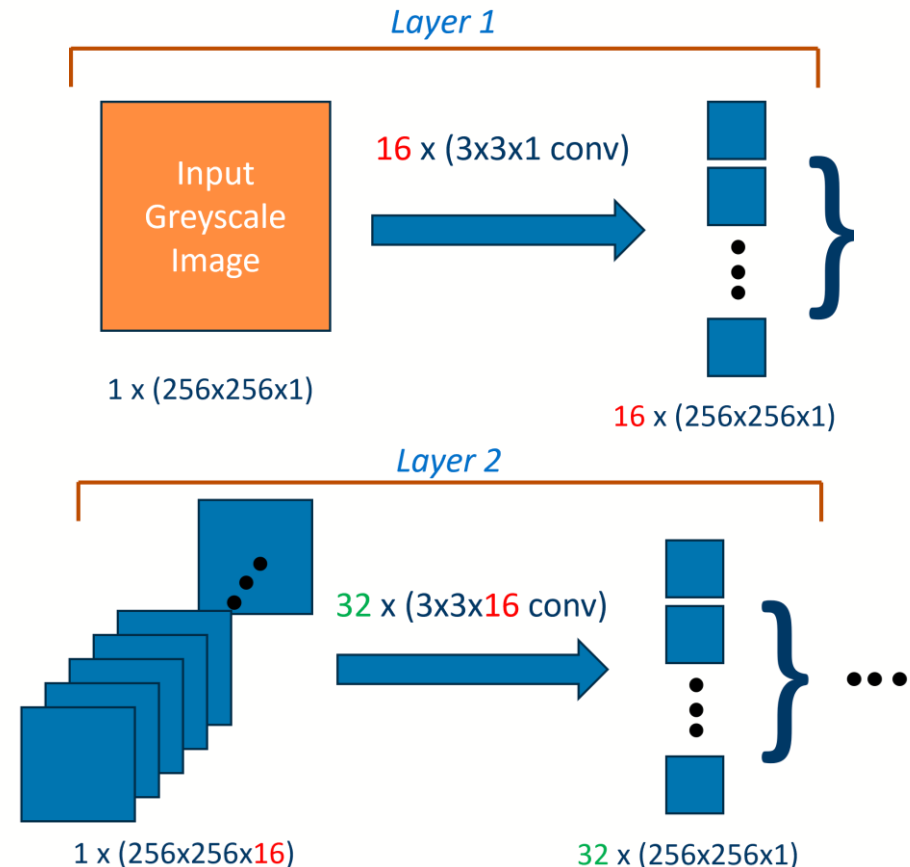 Layer 1
Input
Greyscale
Image
16 x (3x3x1 conv)
1 x (256x256x1)
16 x (256x256x1)
Layer 2
32 x (3x3x16 conv)
1 x (256x256x16)
32 x (256x256x1)